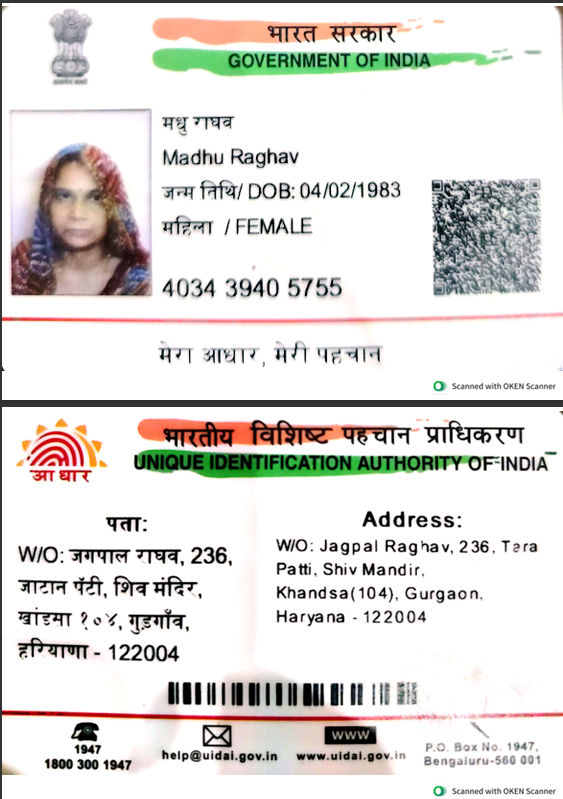 भारत सरकार
GOVERNMENT OF INDIA
मधु राघव
Madhu Raghav
जन्म तिथि/ DOB: 04/02/1983
महिला / FEMALE
4034 3940 5755
मेरा आधार, मेरी पहचान
Scanned with OKEN Scanner
भारतीय विशिष्ट पहचान प्राधिकरण
UNIQUE IDENTIFICATION AUTHORITY OF INDIA
आधार
पता:
W/O: जगपाल राघव, 236,
जाटान पॅटी, शिव मंदिर,
खांडसा १०४, गुड़गाँव,
हरियाणा - 122004
Address:
W/O: Jagpal Raghav, 236, Tara
Patti, Shiv Mandir,
Khandsa(104), Gurgaon,
Haryana - 122004
1947
1800 300 1947
help@uidai.gov.in
WWW
www.uidai.gov.in
P.O. Box No. 1947,
Bengaluru-560 001
Scanned with OKEN Scanner